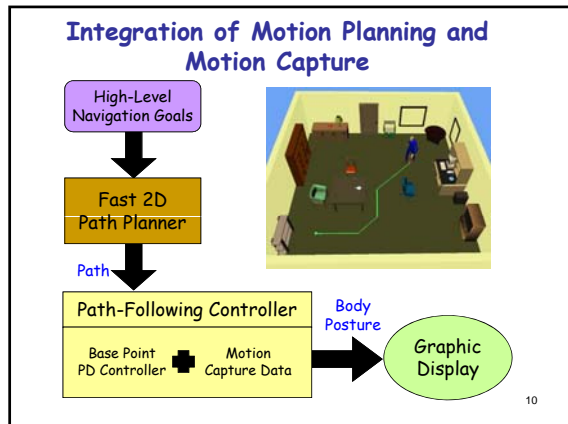 Integration of Motion Planning and
Motion Capture
High-Level
Navigation Goals
Fast 2D
Path Planner
Path
Path-Following Controller
Base Point
PD Controller
Motion
Capture Data
Body
Posture
Graphic
Display
10